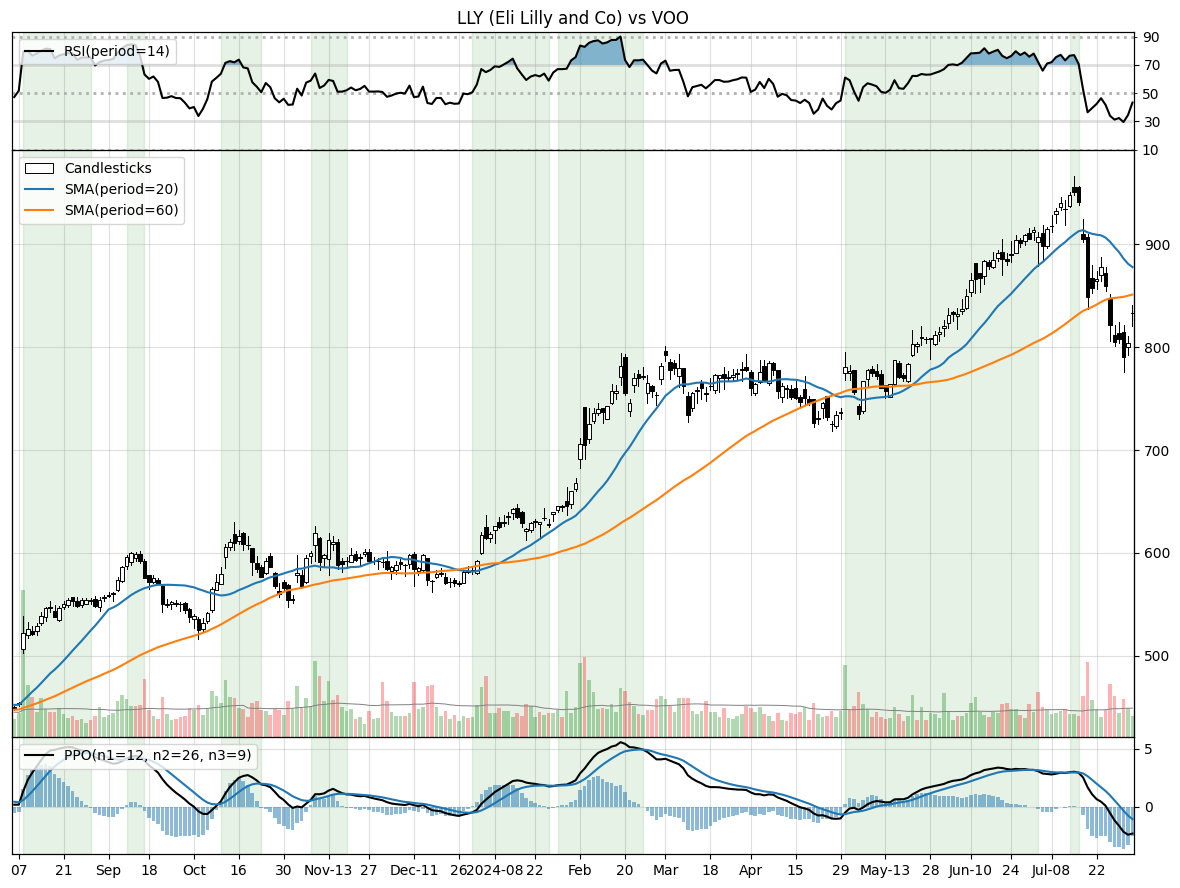 LLY (Eli Lilly and Co) vs VOO
RSI(period=14)
90
70
50
30
10
Candlesticks
SMA(period=20)
SMA(period=60)
900
800
700
600
500
PPO(n1=12, n2=26, n3=9)
5
0
07 21 Sep 18 Oct 16 30 Nov-13 27 Dec-11 26 2024-08 22 Feb 20 Mar 18 Apr 15 29 May-13 28 Jun-10 24 Jul-08 22